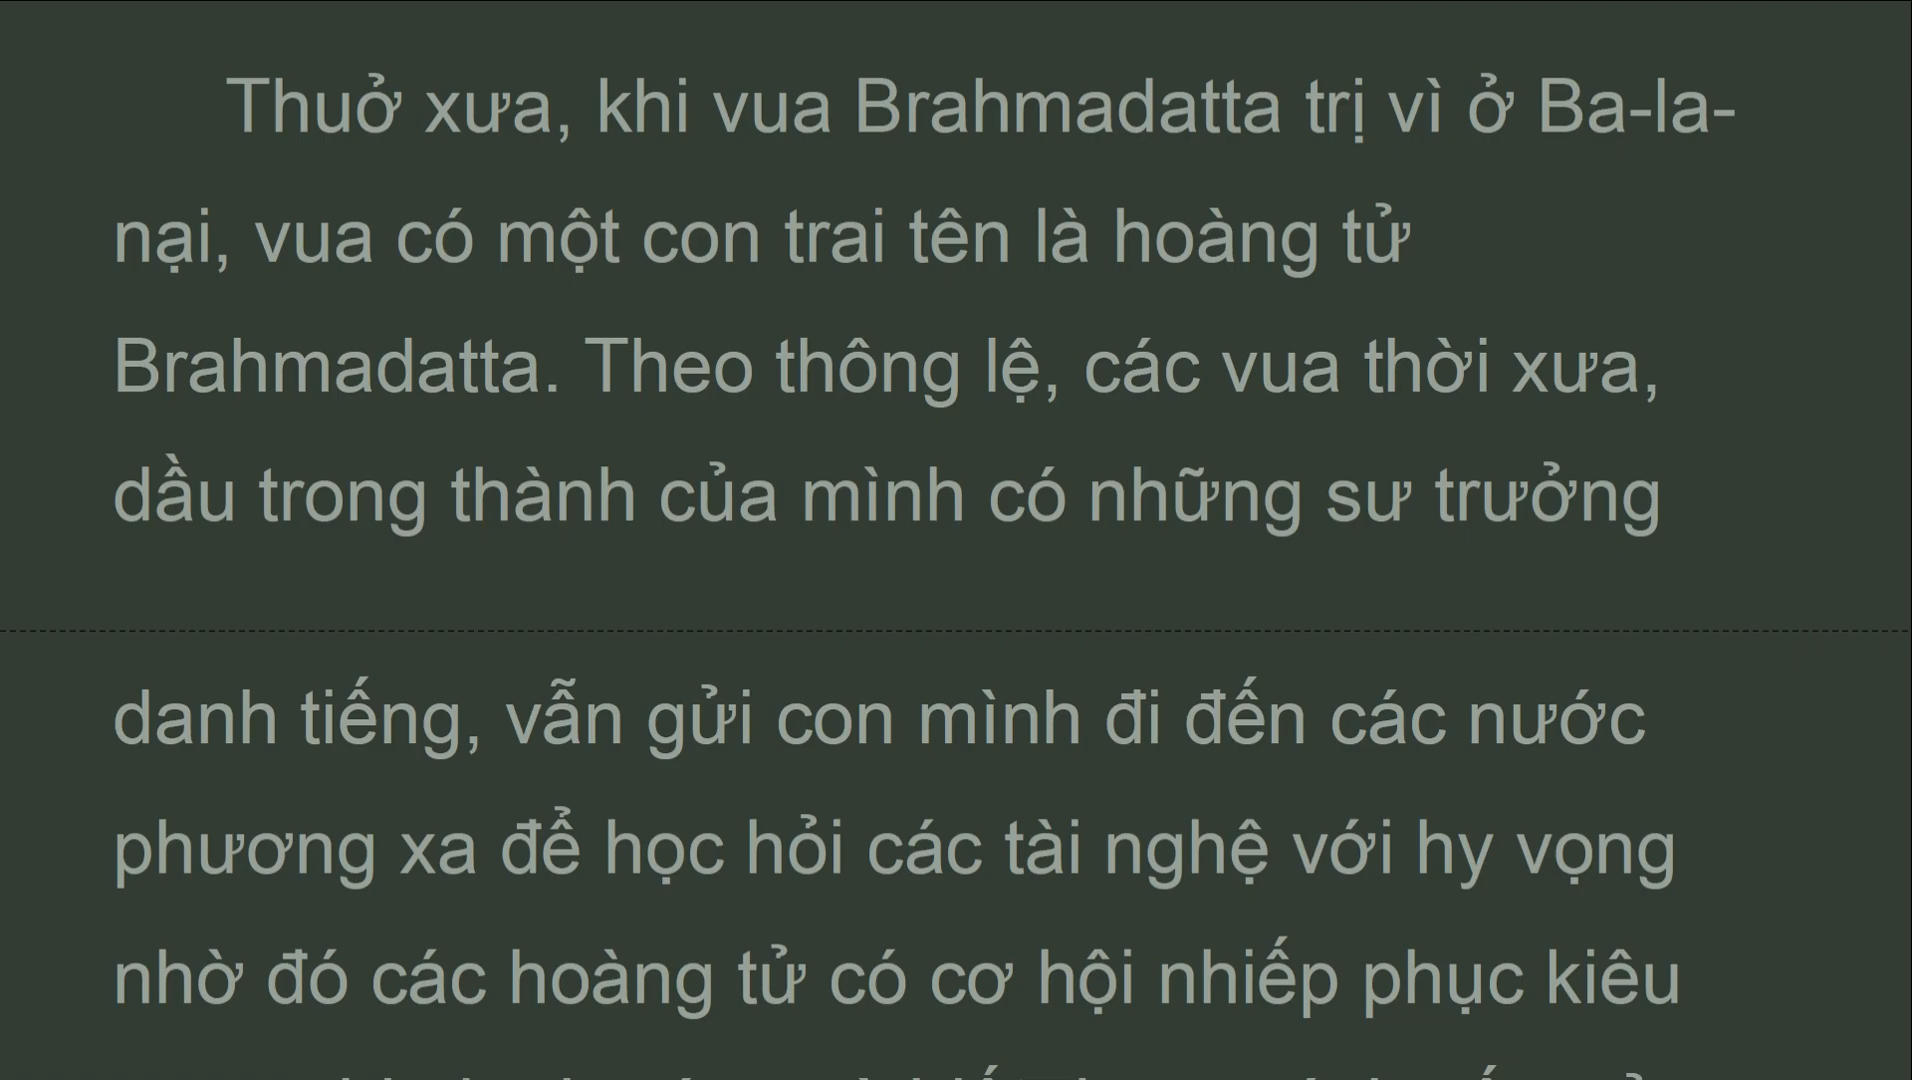 Thuở xưa, khi vua Brahmadatta trị vì ở Ba-la-
nại, vua có một con trai tên là hoàng tử
Brahmadatta. Theo thông lệ, các vua thời xưa,
dầu trong thành của mình có những sư trưởng
danh tiếng, vẫn gửi con mình đi đến các nước
phương xa để học hỏi các tài nghệ với hy vọng
nhờ đó các hoàng tử có cơ hội nhiếp phục kiêu